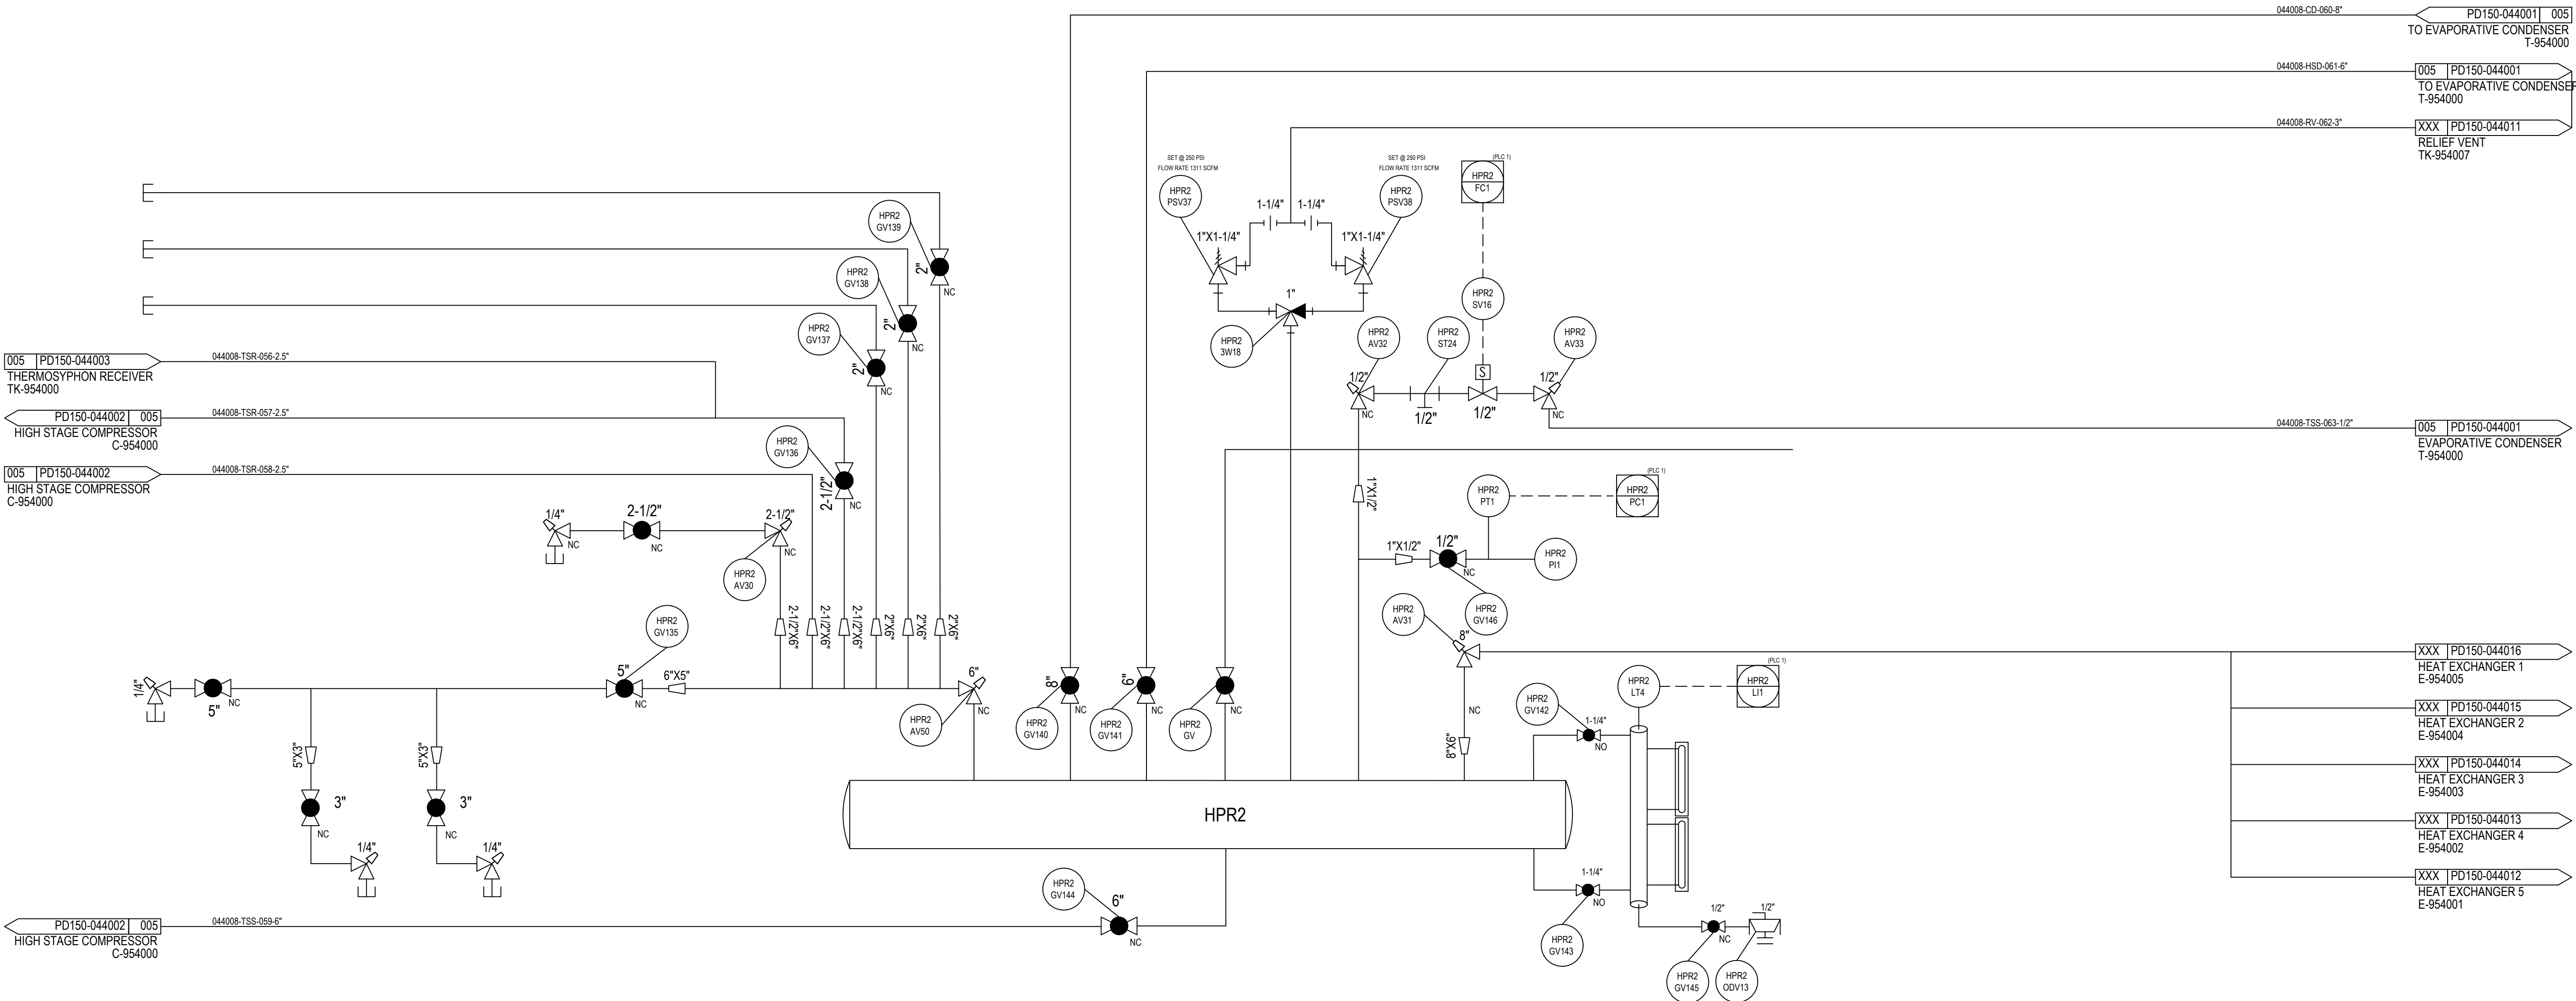 044008-CD-060-8"
PD150-044001 005
TO EVAPORATIVE CONDENSER
T-954000
044008-HSD-061-6"
005 PD150-044001
TO EVAPORATIVE CONDENSER
T-954000
044008-RV-062-3"
XXX PD150-044011
RELIEF VENT
TK-954007
SET @ 250 PSI
FLOW RATE 1311 SCFM
HPR2
PSV37
1-1/4"
1-1/4"
SET @ 250 PSI
FLOW RATE 1311 SCFM
HPR2
PSV38
(PLC 1)
HPR2
FC1
1"X1-1/4"
1"X1-1/4"
HPR2
GV139
2"
NC
HPR2
GV138
2"
NC
HPR2
GV137
2"
NC
1"
HPR2
3W18
HPR2
SV16
HPR2
AV32
HPR2
ST24
HPR2
AV33
S
1/2"
NC
1/2"
1/2"
1/2"
NC
005 PD150-044003
THERMOSYPHON RECEIVER
TK-954000
044008-TSR-056-2.5"
PD150-044002 005
HIGH STAGE COMPRESSOR
C-954000
044008-TSR-057-2.5"
005 PD150-044002
HIGH STAGE COMPRESSOR
C-954000
044008-TSR-058-2.5"
044008-TSS-063-1/2"
005 PD150-044001
EVAPORATIVE CONDENSER
T-954000
HPR2
GV136
2-1/2"
NC
1/4"
NC
2-1/2"
NC
2-1/2"
NC
HPR2
AV30
1"X1/2"
HPR2
PT1
(PLC 1)
HPR2
PC1
1"X1/2"
1/2"
NC
HPR2
PI1
HPR2
GV146
HPR2
AV31
2-1/2"X6"
2-1/2"X6"
2-1/2"X6"
2"X6"
2"X6"
2"X6"
HPR2
GV135
1/4"
5"
NC
5"
NC
6"X5"
6"
NC
HPR2
AV50
8"
NC
HPR2
GV140
6"
NC
HPR2
GV141
NC
HPR2
GV
8"
NC
8"X6"
HPR2
LT4
(PLC 1)
HPR2
LI1
HPR2
GV142
1-1/4"
NO
XXX PD150-044016
HEAT EXCHANGER 1
E-954005
XXX PD150-044015
HEAT EXCHANGER 2
E-954004
XXX PD150-044014
HEAT EXCHANGER 3
E-954003
XXX PD150-044013
HEAT EXCHANGER 4
E-954002
XXX PD150-044012
HEAT EXCHANGER 5
E-954001
5"X3"
3"
NC
1/4"
5"X3"
3"
NC
1/4"
HPR2
HPR2
GV144
6"
NC
1-1/4"
NO
HPR2
GV143
1/2"
NC
1/2"
HPR2
GV145
HPR2
ODV13
PD150-044002 005
HIGH STAGE COMPRESSOR
C-954000
044008-TSS-059-6"